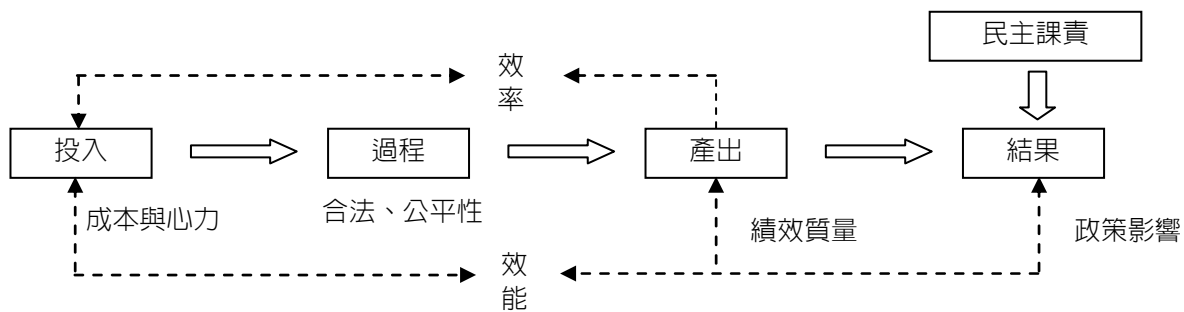 民主課責
效
率
投入
過程
產出
結果
成本與心力
合法、公平性
績效質量
政策影響
效
能